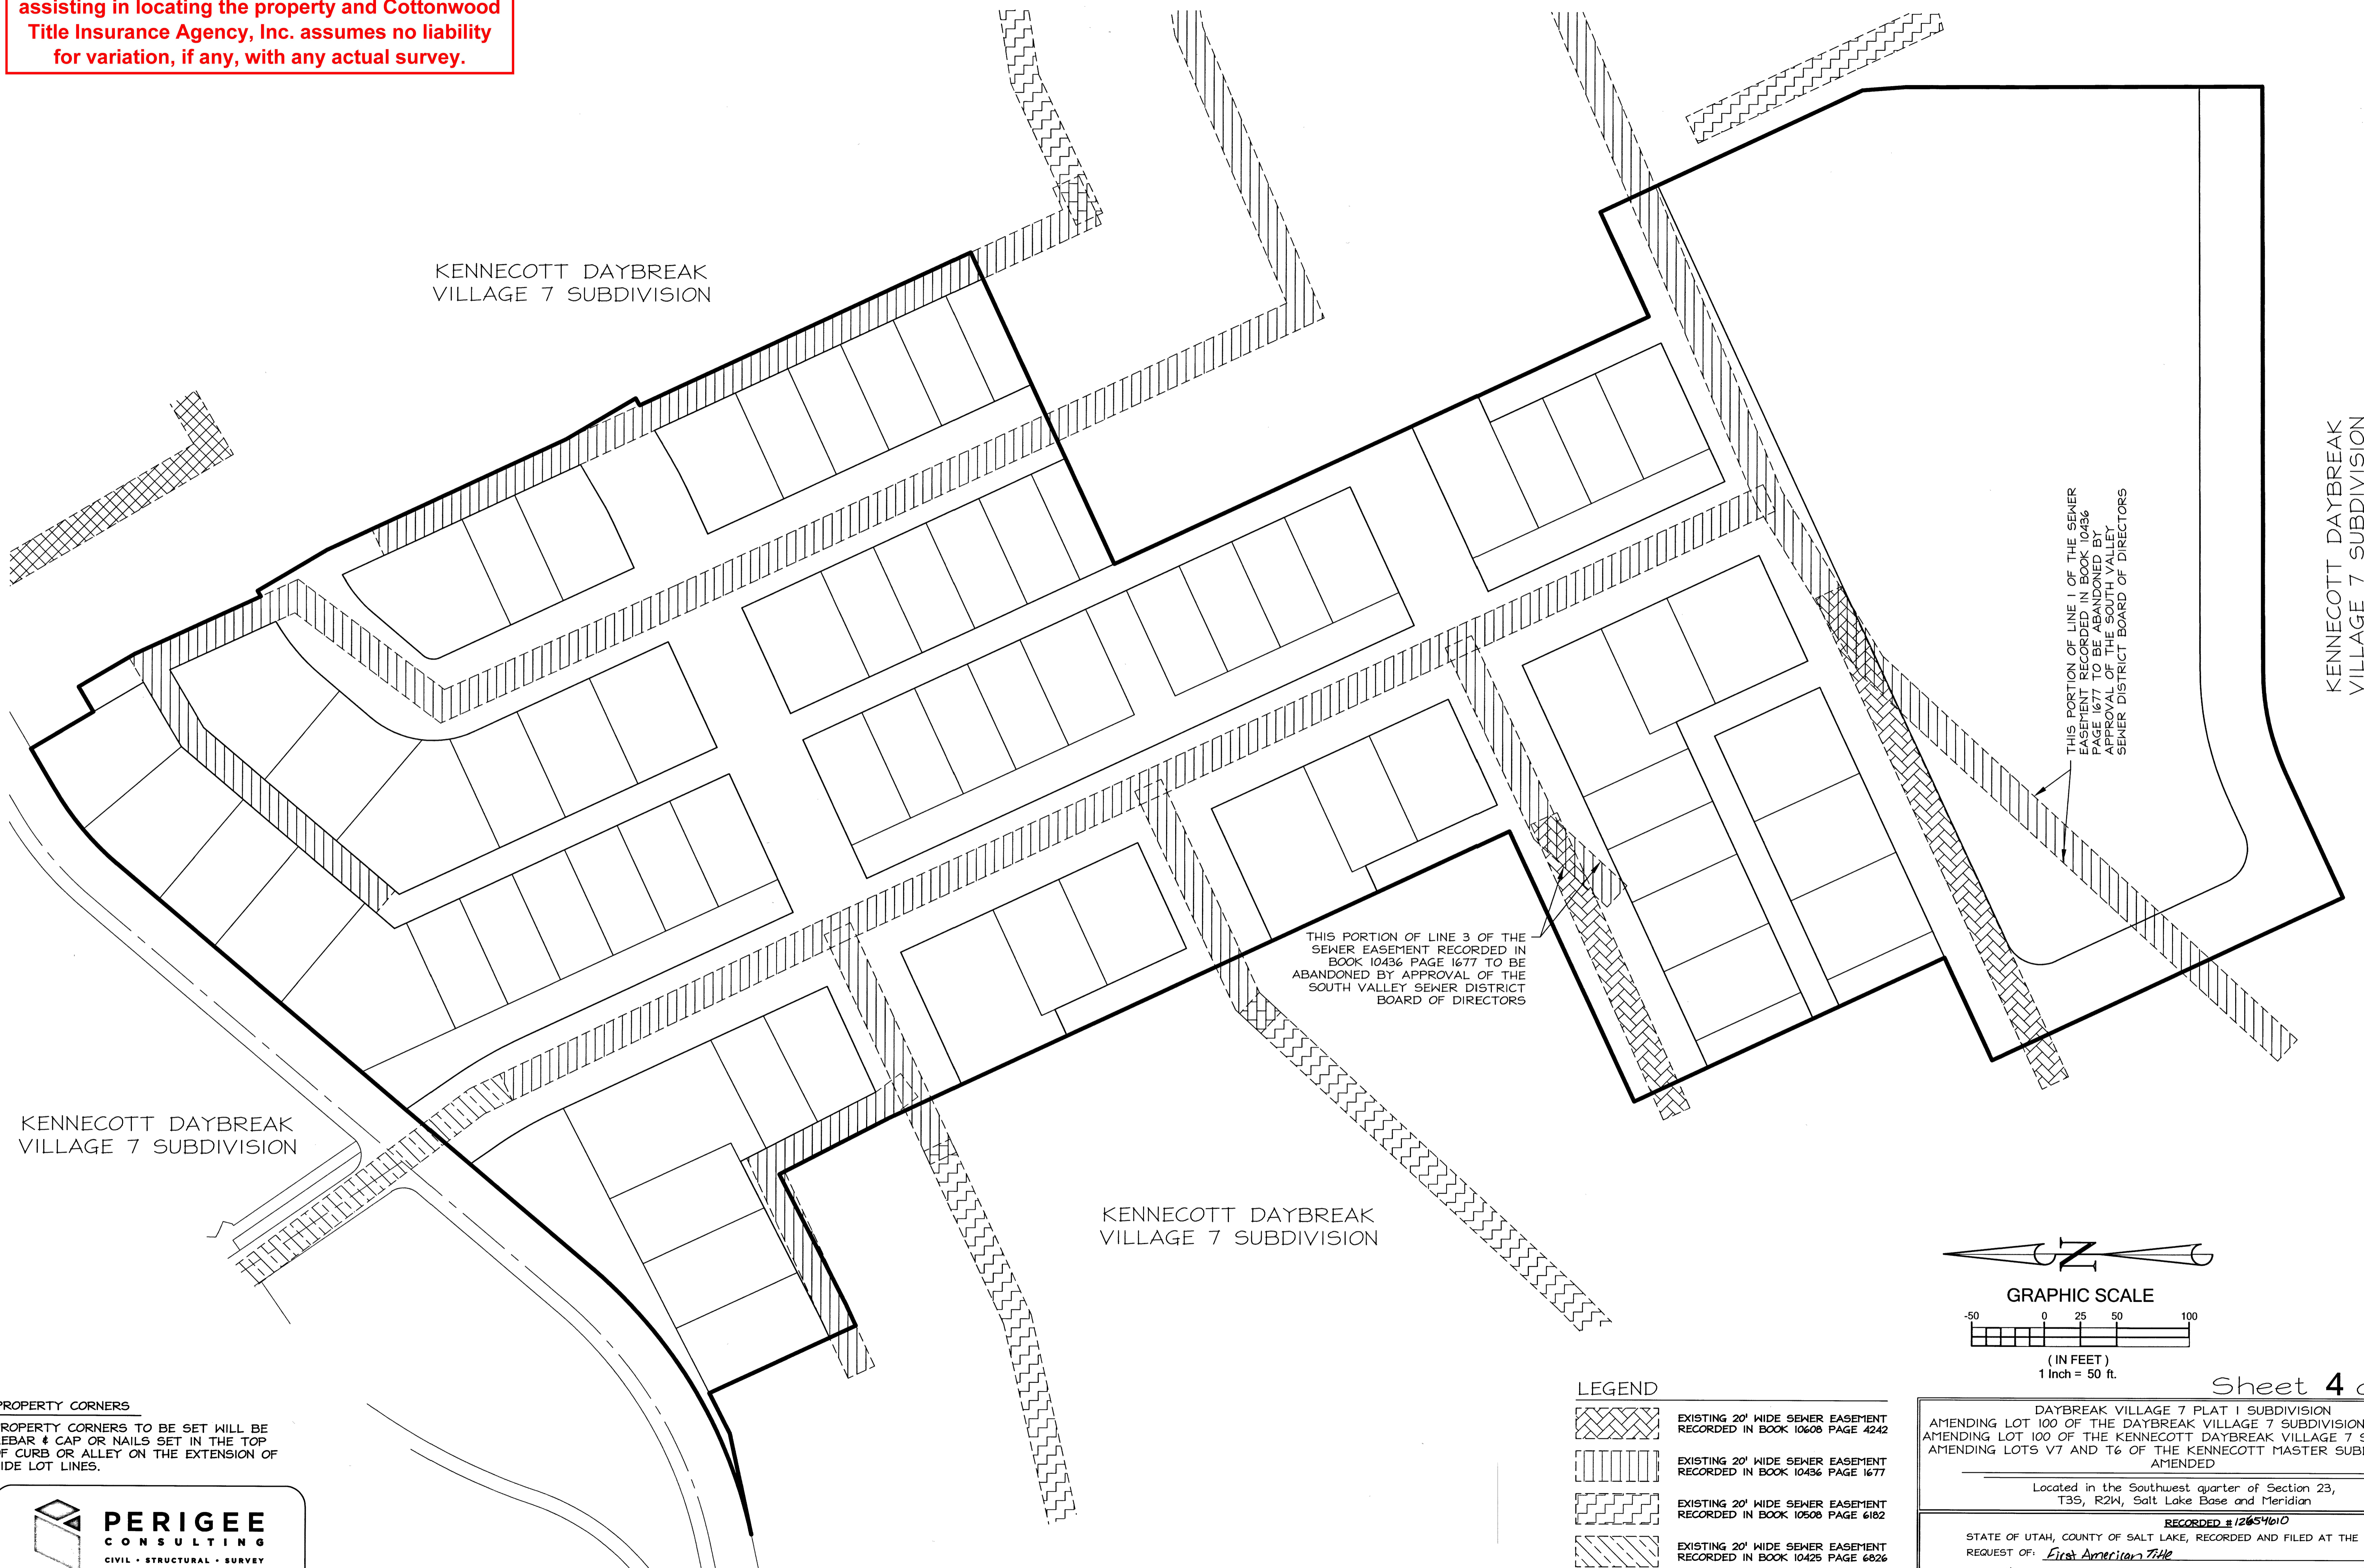 assisting in locating the property and Cottonwood
Title Insurance Agency, Inc. assumes no liability
for variation, if any, with any actual survey.
KENNECOTT DAYBREAK
VILLAGE 7 SUBDIVISION
KENNECOTT DAYBREAK
VILLAGE 7 SUBDIVISION
THIS PORTION OF LINE 1 OF THE SEWER
EASEMENT RECORDED IN BOOK 10436
PAGE 1677 TO BE ABANDONED BY
APPROVAL OF THE SOUTH VALLEY
SEWER DISTRICT BOARD OF DIRECTORS
THIS PORTION OF LINE 3 OF THE
SEWER EASEMENT RECORDED IN
BOOK 10436 PAGE 1677 TO BE
ABANDONED BY APPROVAL OF THE
SOUTH VALLEY SEWER DISTRICT
BOARD OF DIRECTORS
KENNECOTT DAYBREAK
VILLAGE 7 SUBDIVISION
KENNECOTT DAYBREAK
VILLAGE 7 SUBDIVISION
N
GRAPHIC SCALE
-50 0 25 50 100
( IN FEET )
1 Inch = 50 ft.
PROPERTY CORNERS
PROPERTY CORNERS TO BE SET WILL BE
EBAR & CAP OR NAILS SET IN THE TOP
OF CURB OR ALLEY ON THE EXTENSION OF
IDE LOT LINES.
PERIGEE
CONSULTING
CIVIL • STRUCTURAL • SURVEY
LEGEND
EXISTING 20' WIDE SEWER EASEMENT
RECORDED IN BOOK 10608 PAGE 4242
EXISTING 20' WIDE SEWER EASEMENT
RECORDED IN BOOK 10436 PAGE 1677
EXISTING 20' WIDE SEWER EASEMENT
RECORDED IN BOOK 10508 PAGE 6182
EXISTING 20' WIDE SEWER EASEMENT
RECORDED IN BOOK 10425 PAGE 6826
Sheet 4
DAYBREAK VILLAGE 7 PLAT 1 SUBDIVISION
AMENDING LOT 100 OF THE DAYBREAK VILLAGE 7 SUBDIVISION
AMENDING LOT 100 OF THE KENNECOTT DAYBREAK VILLAGE 7 S
AMENDING LOTS V7 AND T6 OF THE KENNECOTT MASTER SUB
AMENDED
Located in the Southwest quarter of Section 23,
T3S, R2W, Salt Lake Base and Meridian
RECORDED # 12654610
STATE OF UTAH, COUNTY OF SALT LAKE, RECORDED AND FILED AT THE
REQUEST OF: First American Title